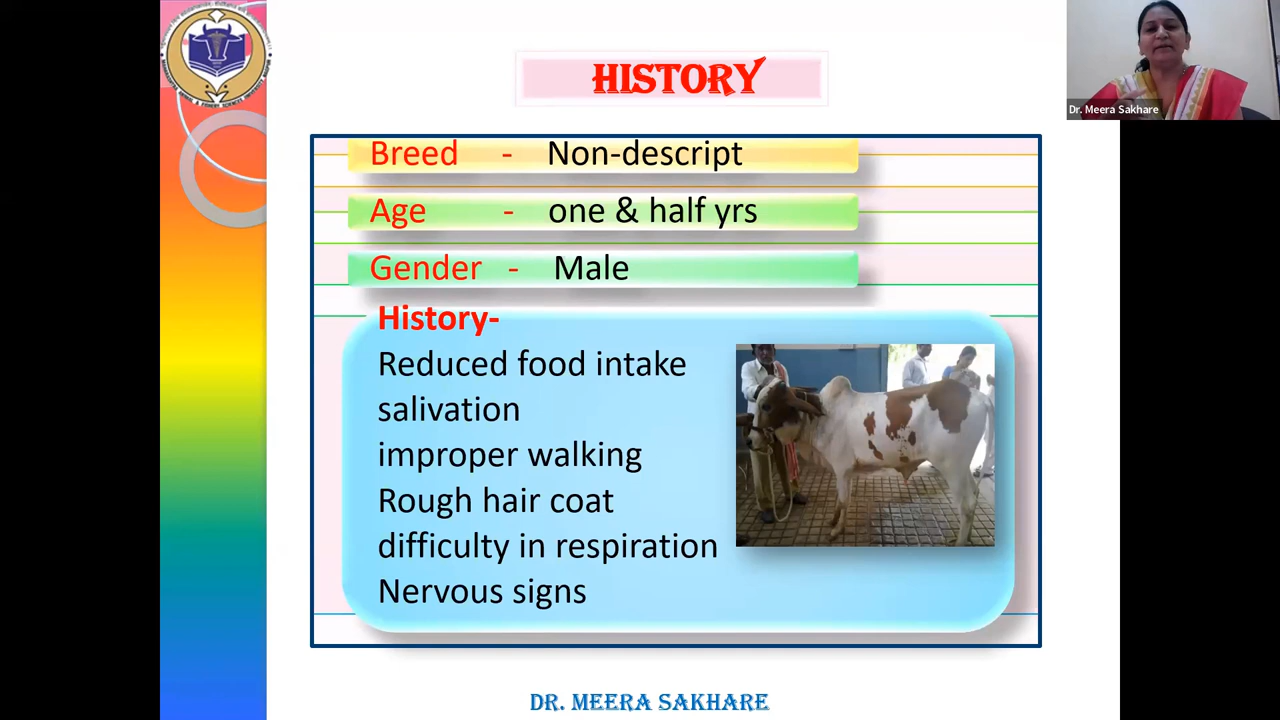 HISTORY
Dr. Meera Sakhare
Breed - Non-descript
Age - one & half yrs
Gender - Male
History-
Reduced food intake
salivation
improper walking
Rough hair coat
difficulty in respiration
Nervous signs
DR. MEERA SAKHARE